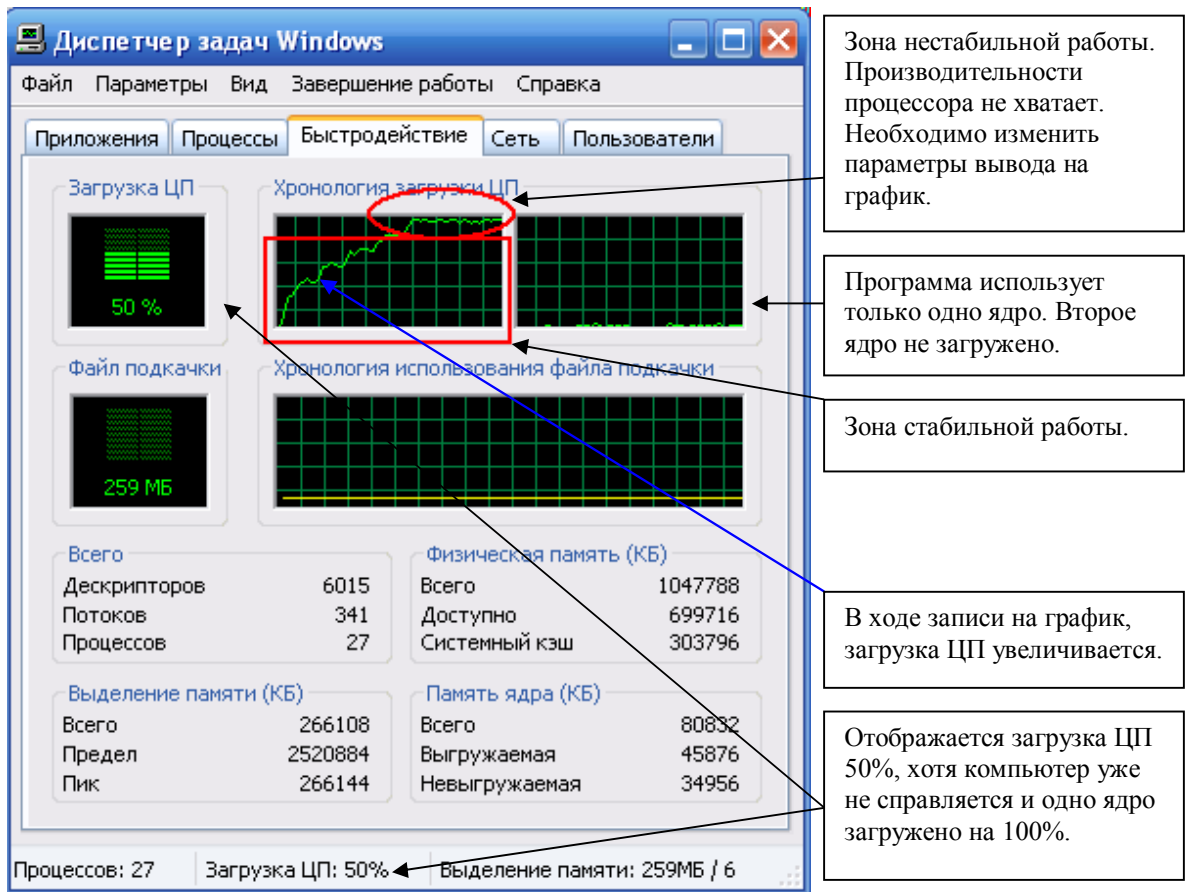 Диспетчер задач Windows
Файл Параметры Вид Завершение работы Справка
Приложения Процессы Быстродействие Сеть Пользователи
Загрузка ЦП
Хронология загрузки ЦП
50 %
Файл подкачки
Хронология использования файла подкачки
259 МБ
Всего
Дескрипторов 6015
Потоков 341
Процессов 27
Физическая память (КБ)
Всего 1047788
Доступно 699716
Системный кэш 303796
Выделение памяти (КБ)
Всего 266108
Предел 2520884
Пик 266144
Память ядра (КБ)
Всего 80832
Выгружаемая 45876
Невыгружаемая 34956
Процессов: 27 Загрузка ЦП: 50% Выделение памяти: 259МБ / 6
Зона нестабильной работы.
Производительности
процессора не хватает.
Необходимо изменить
параметры вывода на
график.
Программа использует
только одно ядро. Второе
ядро не загружено.
Зона стабильной работы.
В ходе записи на график,
загрузка ЦП увеличивается.
Отображается загрузка ЦП
50%, хотя компьютер уже
не справляется и одно ядро
загружено на 100%.